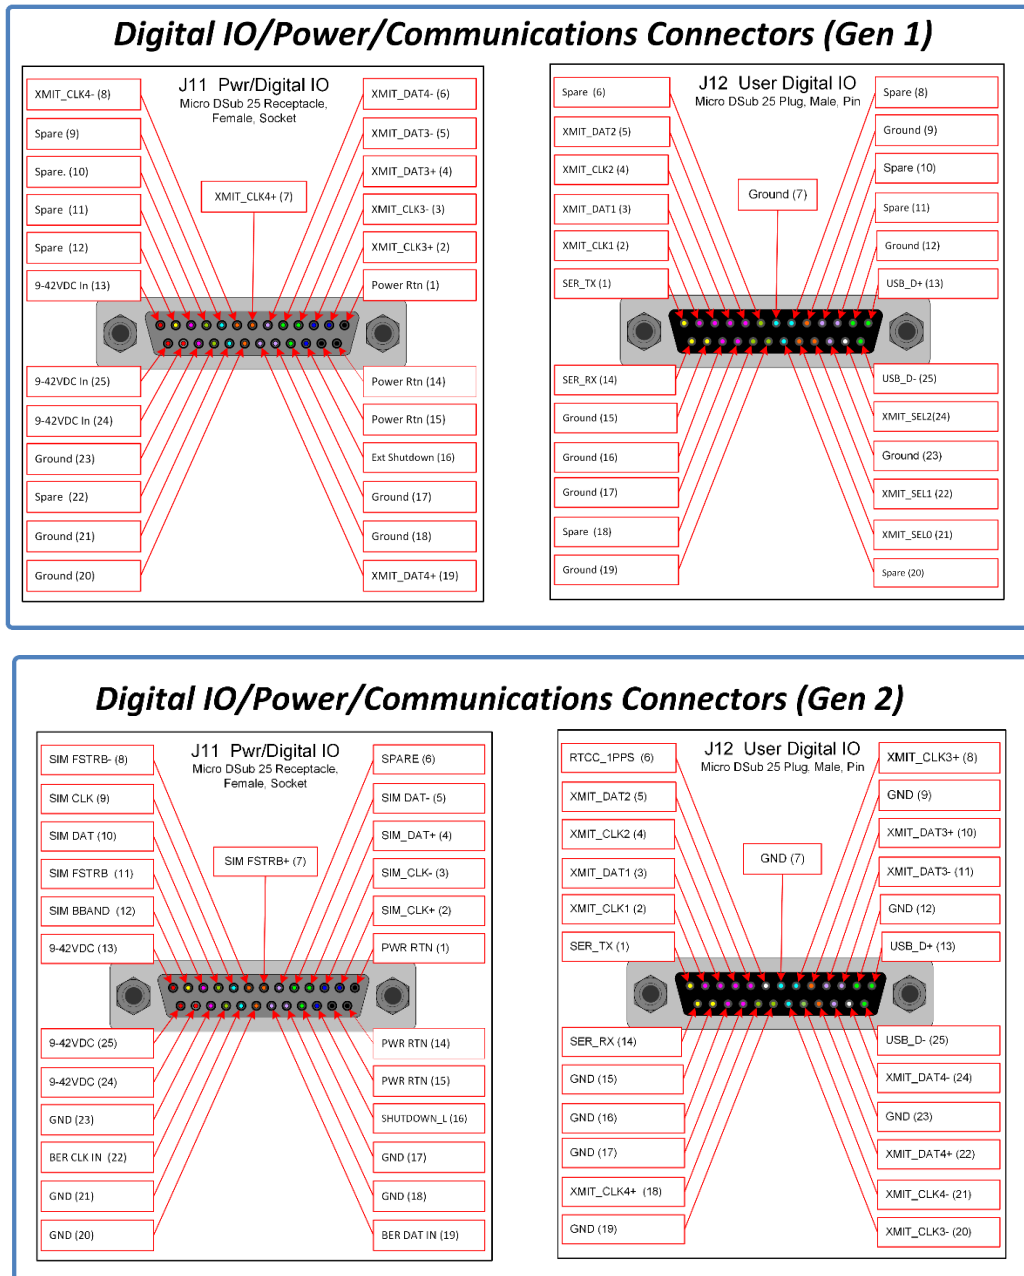 Digital IO/Power/Communications Connectors (Gen 1)
J11 Pwr/Digital IO
Micro DSub 25 Receptacle,
Female, Socket
XMIT_CLK4- (8)
Spare (9)
Spare. (10)
Spare (11)
Spare (12)
9-42VDC In (13)
XMIT_CLK4+ (7)
XMIT_DAT4- (6)
XMIT_DAT3- (5)
XMIT_DAT3+ (4)
XMIT_CLK3- (3)
XMIT_CLK3+ (2)
Power Rtn (1)
9-42VDC In (25)
9-42VDC In (24)
Ground (23)
Spare (22)
Ground (21)
Ground (20)
Power Rtn (14)
Power Rtn (15)
Ext Shutdown (16)
Ground (17)
Ground (18)
XMIT_DAT4+ (19)
J12 User Digital IO
Micro DSub 25 Plug, Male, Pin
Spare (6)
XMIT_DAT2 (5)
XMIT_CLK2 (4)
XMIT_DAT1 (3)
XMIT_CLK1 (2)
SER_TX (1)
Ground (7)
Spare (8)
Ground (9)
Spare (10)
Spare (11)
Ground (12)
USB_D+ (13)
SER_RX (14)
Ground (15)
Ground (16)
Ground (17)
Spare (18)
Ground (19)
USB_D- (25)
XMIT_SEL2(24)
Ground (23)
XMIT_SEL1 (22)
XMIT_SEL0 (21)
Spare (20)
Digital IO/Power/Communications Connectors (Gen 2)
J11 Pwr/Digital IO
Micro DSub 25 Receptacle,
Female, Socket
SIM FSTRB- (8)
SIM CLK (9)
SIM DAT (10)
SIM FSTRB (11)
SIM BBAND (12)
9-42VDC (13)
SIM FSTRB+ (7)
SPARE (6)
SIM DAT- (5)
SIM_DAT+ (4)
SIM_CLK- (3)
SIM_CLK+ (2)
PWR RTN (1)
9-42VDC (25)
9-42VDC (24)
GND (23)
BER CLK IN (22)
GND (21)
GND (20)
PWR RTN (14)
PWR RTN (15)
SHUTDOWN_L (16)
GND (17)
GND (18)
BER DAT IN (19)
J12 User Digital IO
Micro DSub 25 Plug, Male, Pin
RTCC_1PPS (6)
XMIT_DAT2 (5)
XMIT_CLK2 (4)
XMIT_DAT1 (3)
XMIT_CLK1 (2)
SER_TX (1)
GND (7)
XMIT_CLK3+ (8)
GND (9)
XMIT_DAT3+ (10)
XMIT_DAT3- (11)
GND (12)
USB_D+ (13)
SER_RX (14)
GND (15)
GND (16)
GND (17)
XMIT_CLK4+ (18)
GND (19)
USB_D- (25)
XMIT_DAT4- (24)
GND (23)
XMIT_DAT4+ (22)
XMIT_CLK4- (21)
XMIT_CLK3- (20)